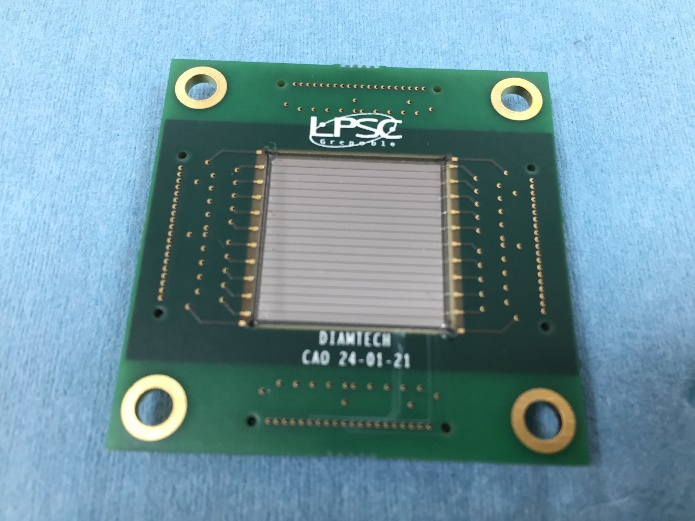 LPSC
Grenoble
DIAMTECH
CAO 24-01-21